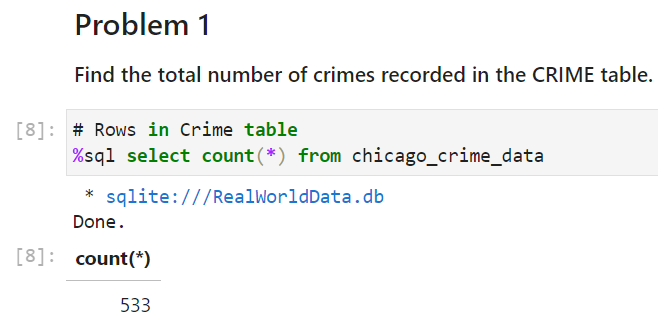 Problem 1
Find the total number of crimes recorded in the CRIME table.
[8]: # Rows in Crime table
%sql select count(*) from chicago_crime_data
* sqlite:///RealWorldData.db
Done.
[8]: count(*)
533